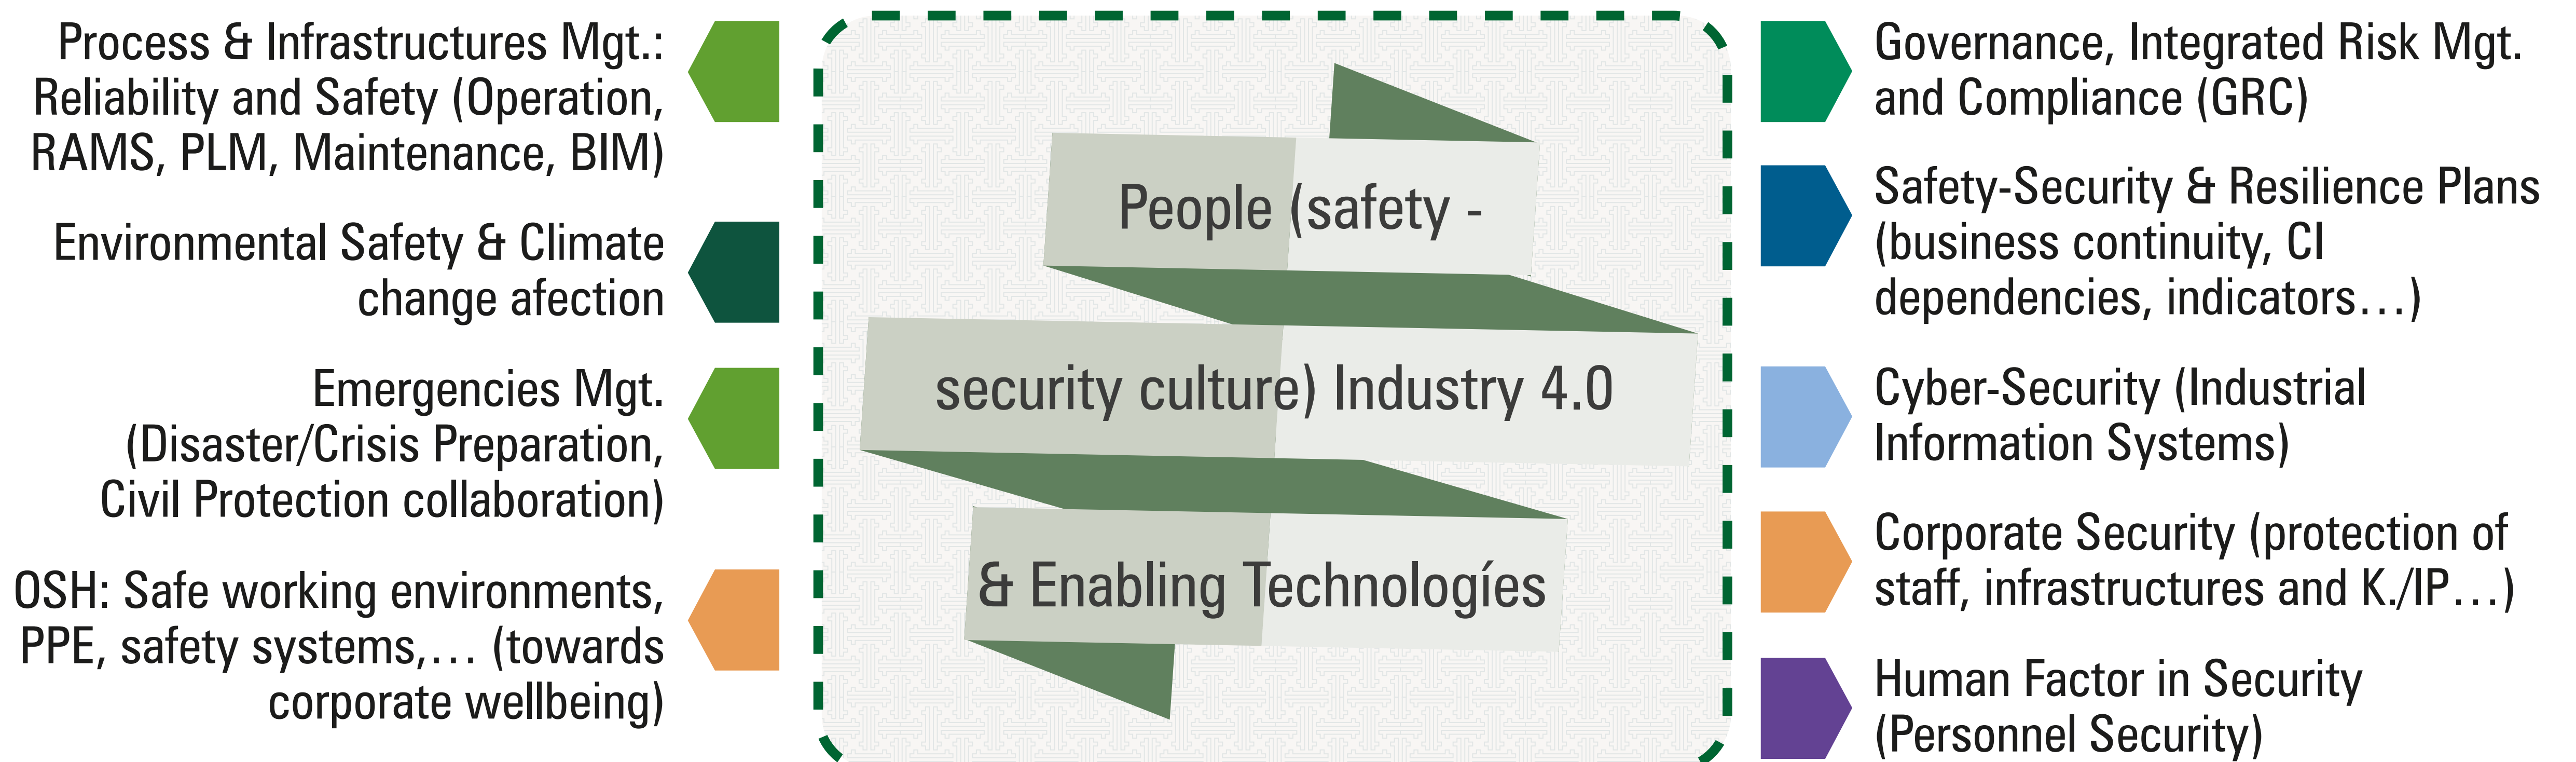 Process & Infrastructures Mgt.:
Reliability and Safety (Operation,
RAMS, PLM, Maintenance, BIM)
Environmental Safety & Climate
change afection
Emergencies Mgt.
(Disaster/Crisis Preparation,
Civil Protection collaboration)
OSH: Safe working environments,
PPE, safety systems,… (towards
corporate wellbeing)
People (safety -
security culture) Industry 4.0
& Enabling Technologíes
Governance, Integrated Risk Mgt.
and Compliance (GRC)
Safety-Security & Resilience Plans
(business continuity, CI
dependencies, indicators…)
Cyber-Security (Industrial
Information Systems)
Corporate Security (protection of
staff, infrastructures and K./IP…)
Human Factor in Security
(Personnel Security)